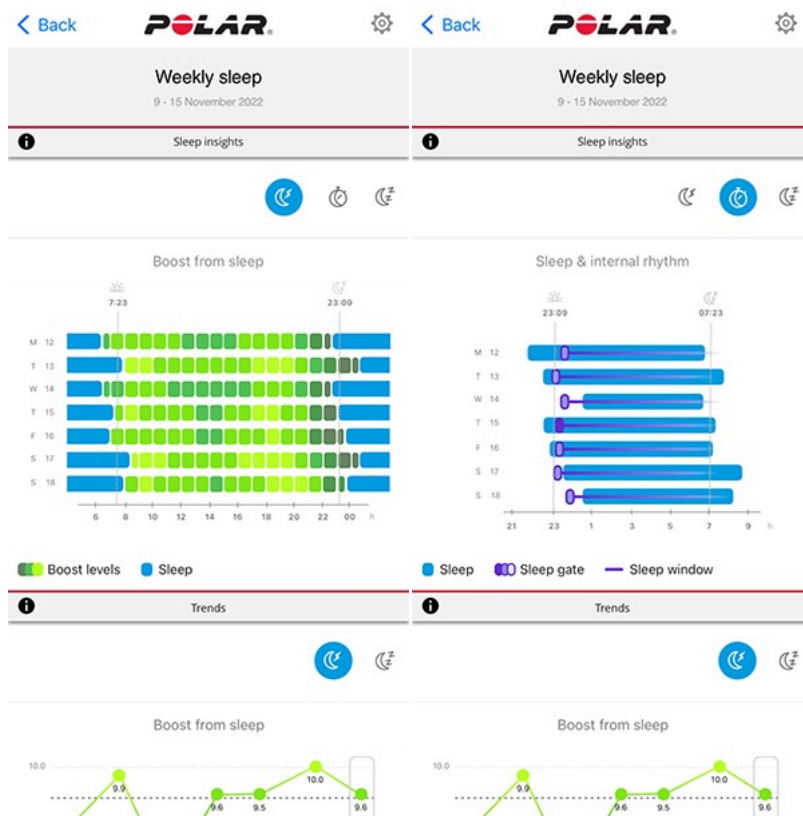 Back
POLAR.
Weekly sleep
9 - 15 November 2022
Sleep insights
Boost from sleep
7:23 23:09
M 12
T 13
W 14
T 15
F 16
S 17
S 18
6 8 10 12 14 16 18 20 22 00 h
Boost levels Sleep
Trends
Boost from sleep
10.0
9.9 9.6 9.5 10.0 9.6
Back
POLAR.
Weekly sleep
9 - 15 November 2022
Sleep insights
Sleep & internal rhythm
23:09 07:23
M 12
T 13
W 14
T 15
F 16
S 17
S 18
21 23 1 3 5 7 9 h
Sleep Sleep gate Sleep window
Trends
Boost from sleep
10.0
9.9 9.6 9.5 10.0 9.6